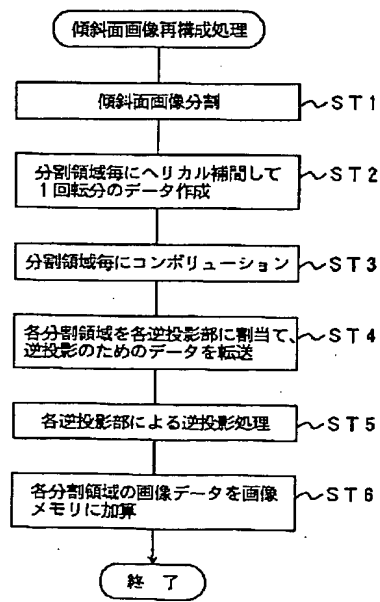 傾斜面画像再構成処理
傾斜面画像分割
ST1
分割領域毎にヘリカル補間して
1回転分のデータ作成
ST2
分割領域毎にコンボリューション
ST3
各分割領域を各逆投影部に割当て、
逆投影のためのデータを転送
ST4
各逆投影部による逆投影処理
ST5
各分割領域の画像データを画像
メモリに加算
ST6
終了